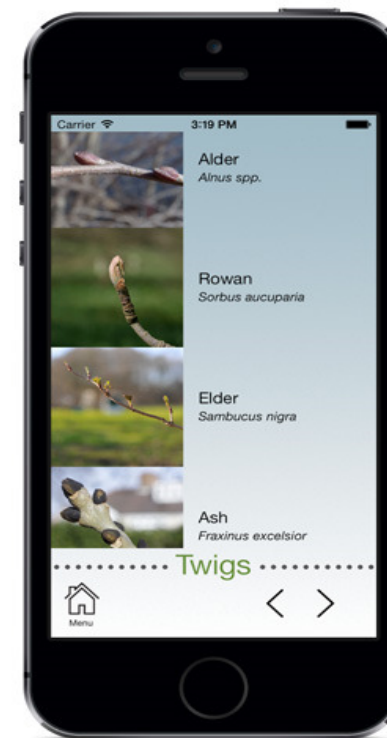 Carrier 3:19 PM
Alder
Alnus spp.
Rowan
Sorbus aucuparia
Elder
Sambucus nigra
Ash
Fraxinus excelsior
Twigs
Menu